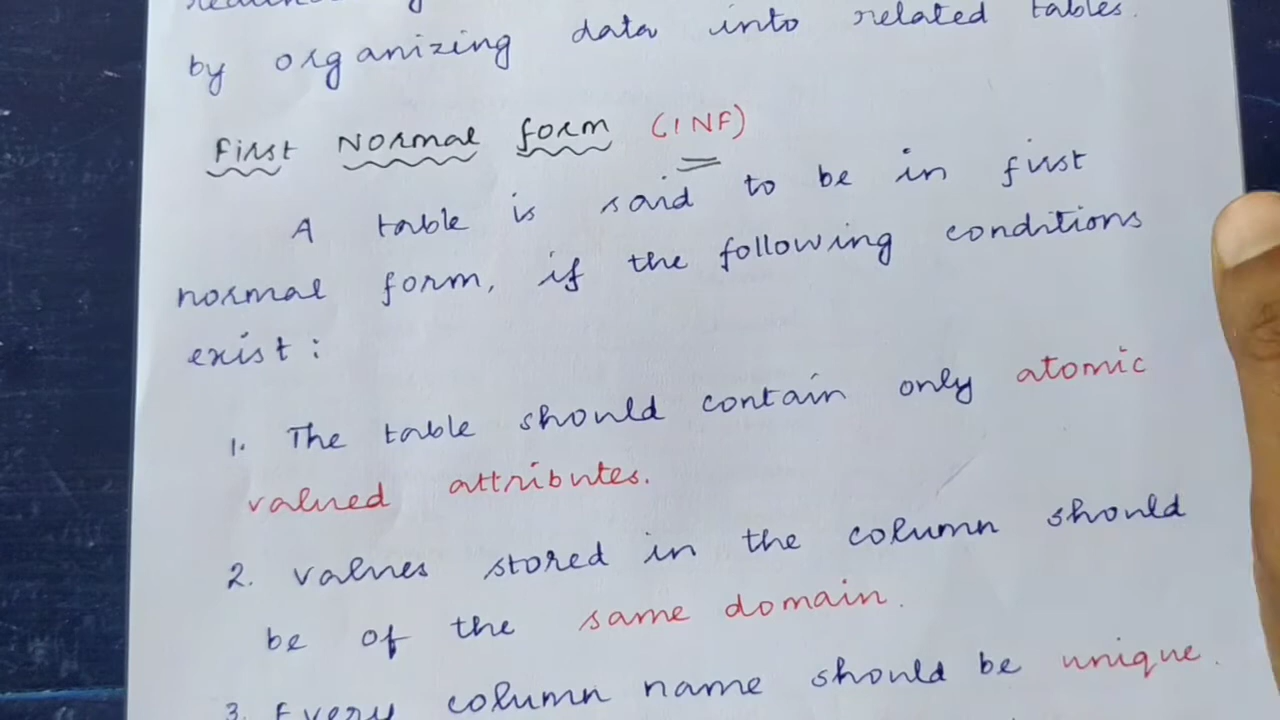 by organizing data into related tables.
First Normal form (1NF)
A table is said to be in first
normal form, if the following conditions
exist:
1. The table should contain only atomic
valued attributes.
2. values stored in the column should
be of the same domain.
3. Every column name should be unique.